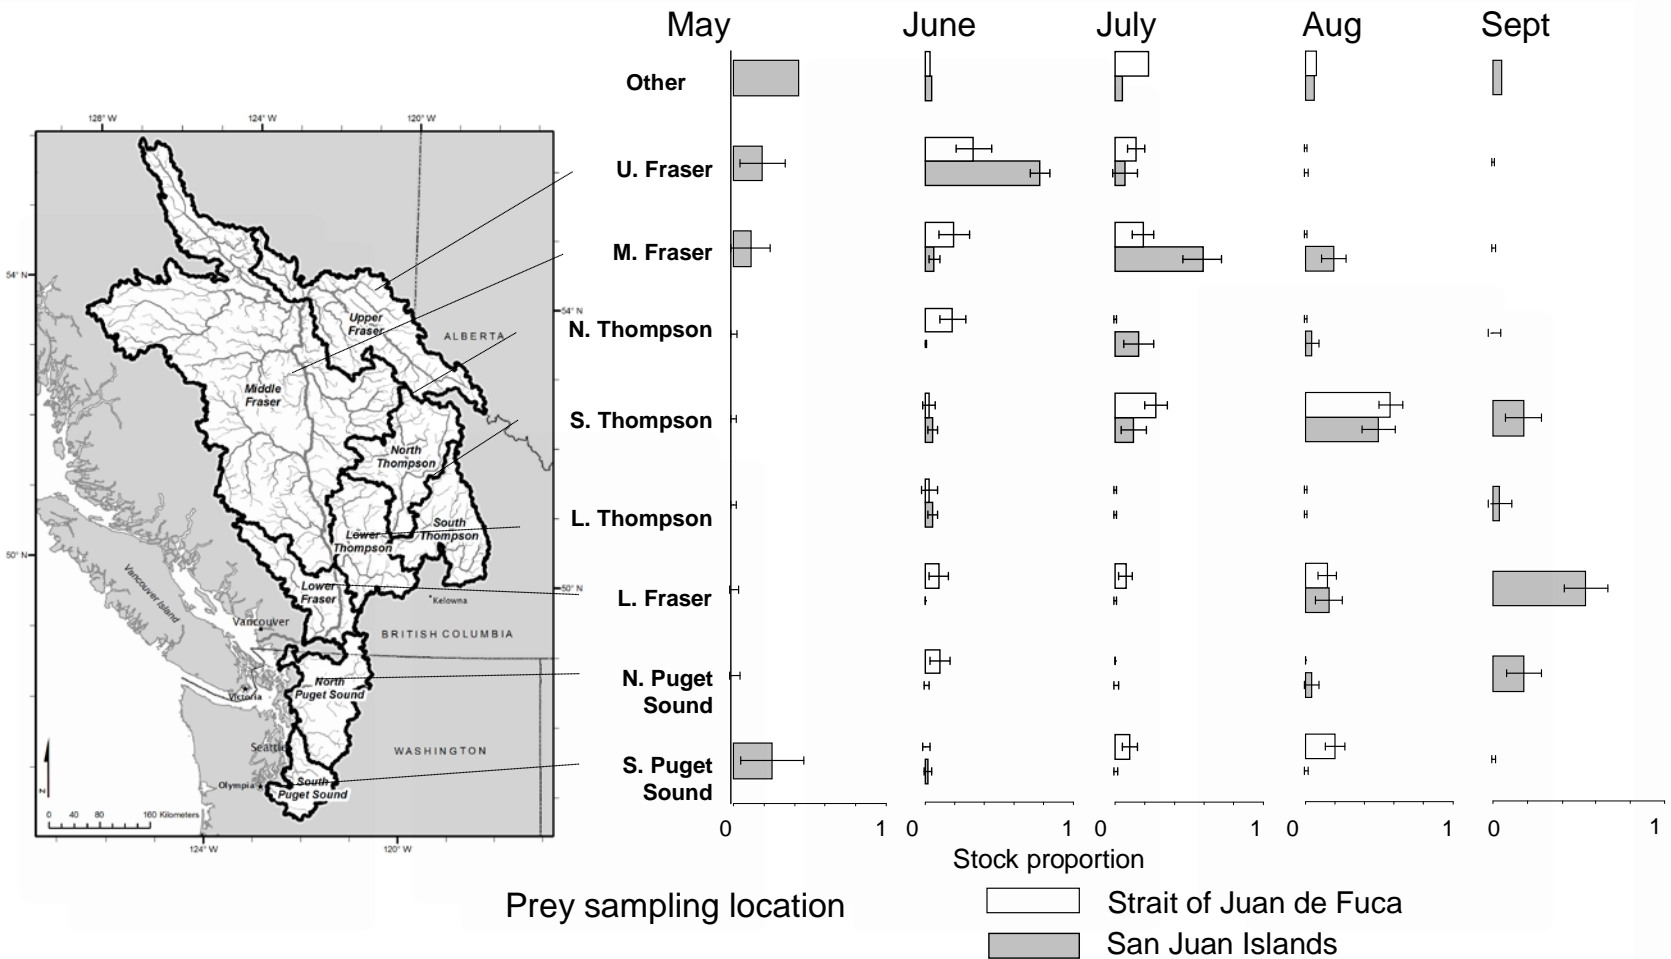 May June July Aug Sept
Other
U. Fraser
M. Fraser
N. Thompson
S. Thompson
L. Thompson
L. Fraser
N. Puget
Sound
S. Puget
Sound
0 1 0 1 0 1 0 1 0 1
Stock proportion
Prey sampling location
Strait of Juan de Fuca
San Juan Islands
128° W 124° W 120° W
54° N
54° N
50° N
50° N
124° W 120° W
Upper
Fraser
ALBERTA
Middle
Fraser
North
Thompson
South
Thompson
Lower
Thompson
Lower
Fraser
Kelowna
Vancouver Island
Vancouver
BRITISH COLUMBIA
Victoria
North
Puget Sound
Seattle
WASHINGTON
Olympia
South
Puget Sound
N
0 40 80 160 Kilometers